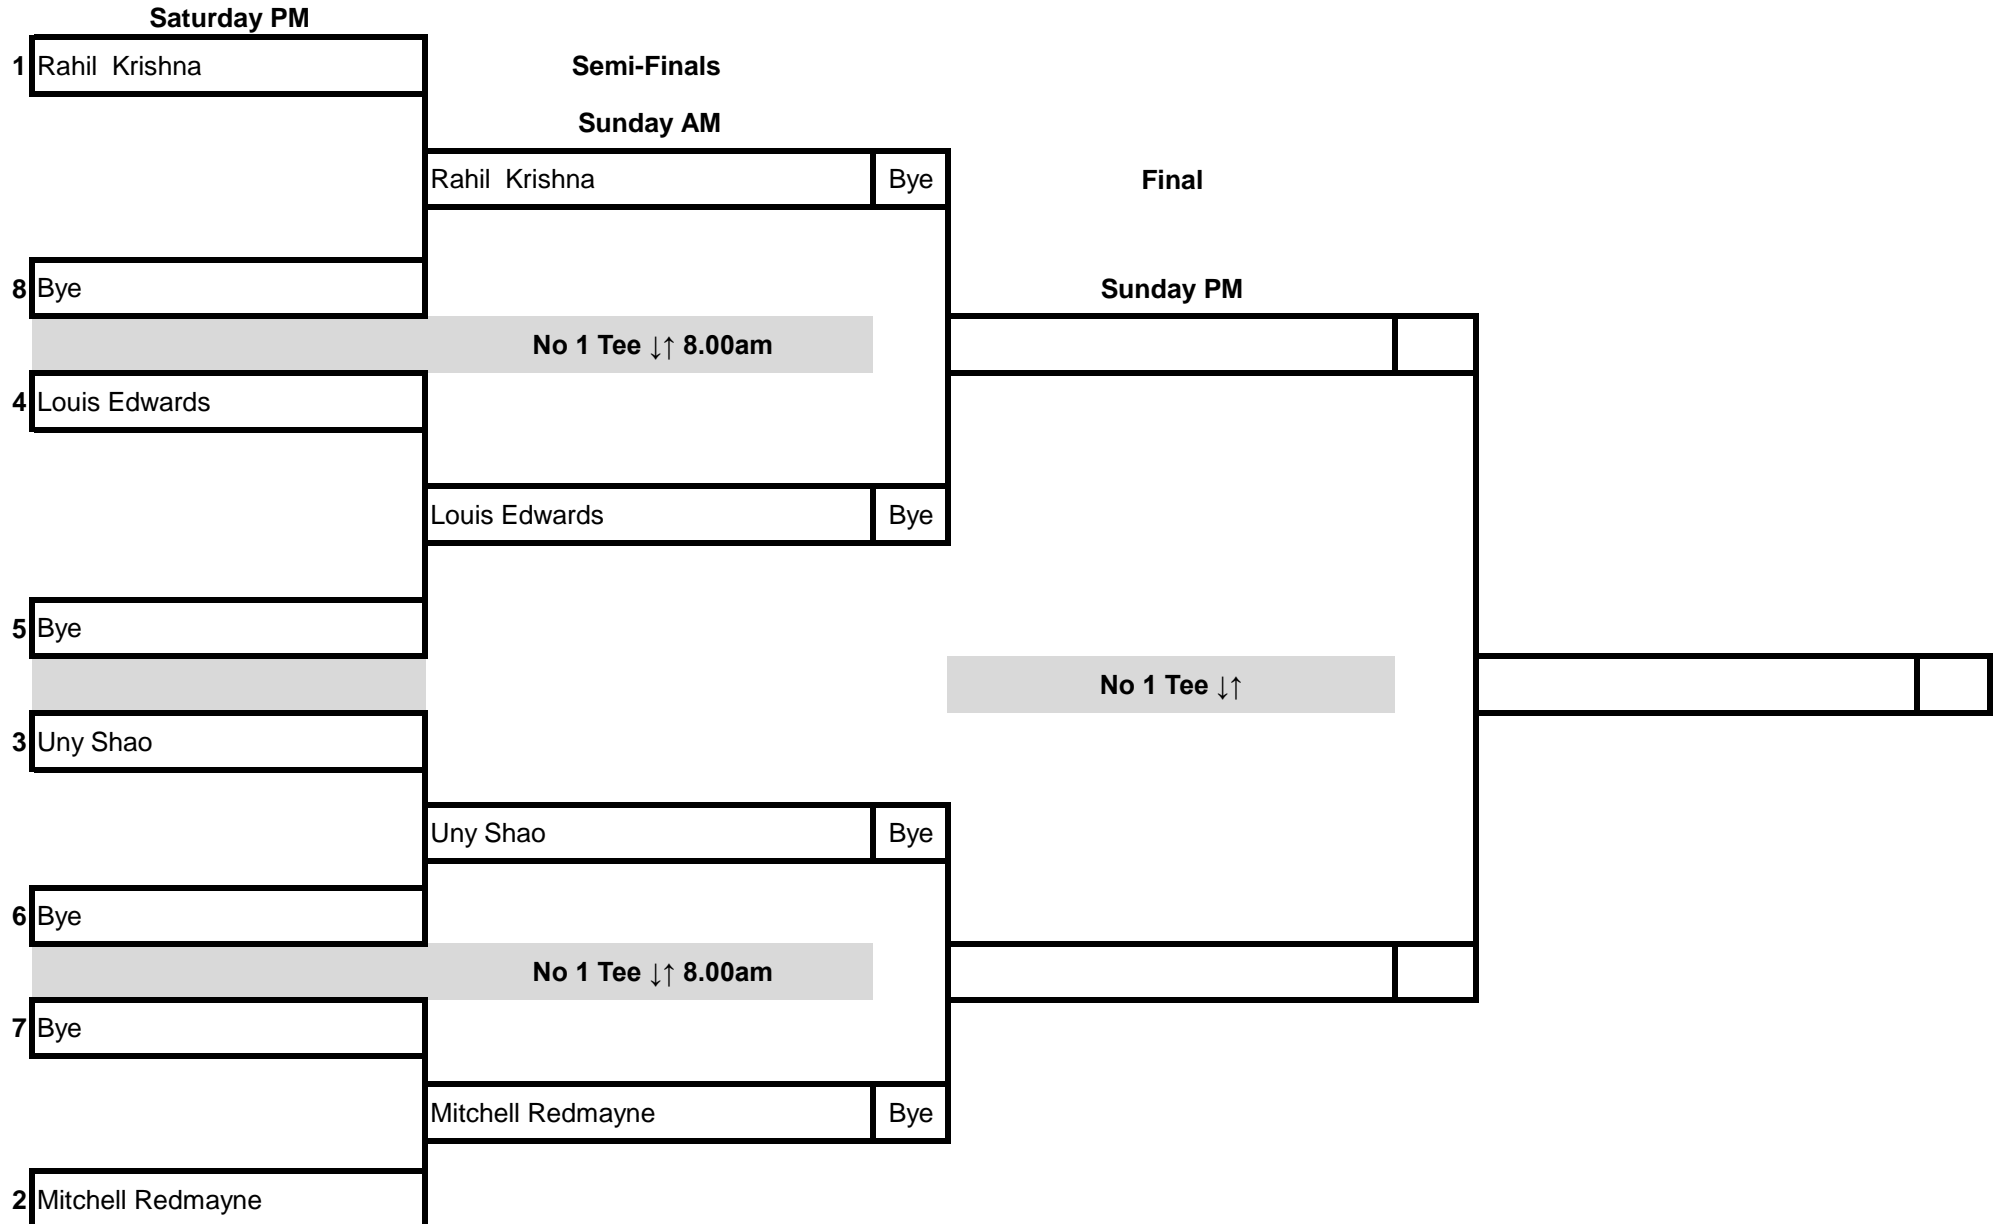 Saturday PM
1 Rahil  Krishna
Semi-Finals
Sunday AM
Rahil  Krishna Bye
Final
8 Bye
Sunday PM
No 1 Tee ↓↑ 8.00am
4 Louis Edwards
Louis Edwards Bye
5 Bye
No 1 Tee ↓↑
3 Uny Shao
Uny Shao Bye
6 Bye
No 1 Tee ↓↑ 8.00am
7 Bye
Mitchell Redmayne Bye
2 Mitchell Redmayne